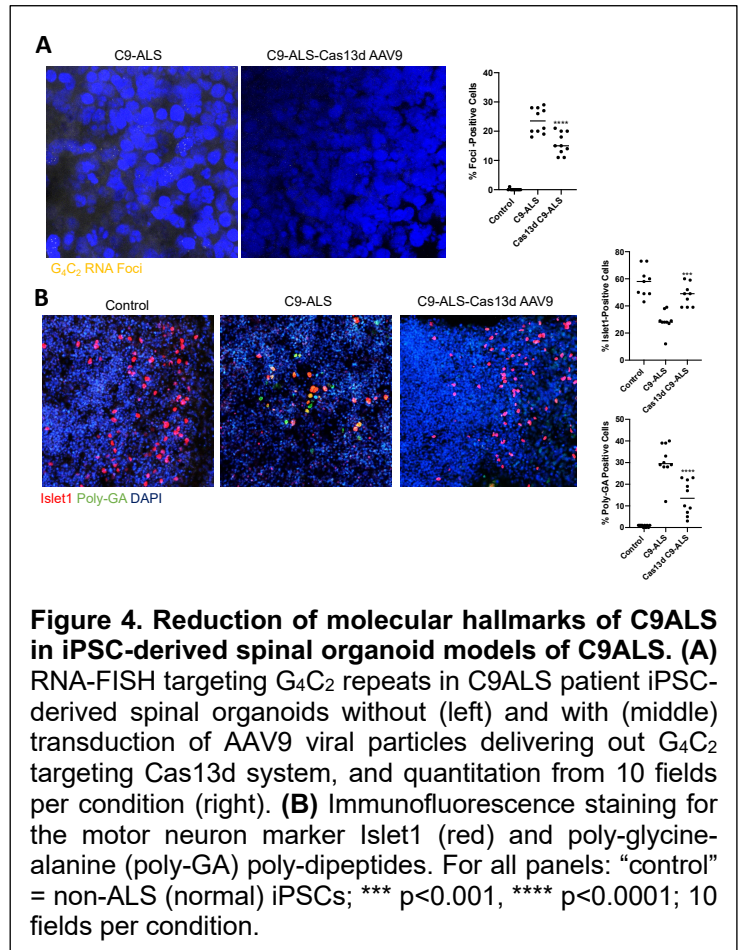 A
C9-ALS
C9-ALS-Cas13d AAV9
G₄C₂ RNA Foci
% Foci -Positive Cells
40
30
20
10
0
****
Control
C9-ALS
Cas13d C9-ALS
B
Control
C9-ALS
C9-ALS-Cas13d AAV9
Islet1 Poly-GA DAPI
% Islet1-Positive Cells
80
60
40
20
0
***
Control
C9-ALS
Cas13d C9-ALS
% Poly-GA Positive Cells
50
40
30
20
10
0
****
Control
C9-ALS
Cas13d C9-ALS
Figure 4. Reduction of molecular hallmarks of C9ALS
in iPSC-derived spinal organoid models of C9ALS. (A)
RNA-FISH targeting G₄C₂ repeats in C9ALS patient iPSC-
derived spinal organoids without (left) and with (middle)
transduction of AAV9 viral particles delivering out G₄C₂
targeting Cas13d system, and quantitation from 10 fields
per condition (right). (B) Immunofluorescence staining for
the motor neuron marker Islet1 (red) and poly-glycine-
alanine (poly-GA) poly-dipeptides. For all panels: “control”
= non-ALS (normal) iPSCs; *** p<0.001, **** p<0.0001; 10
fields per condition.